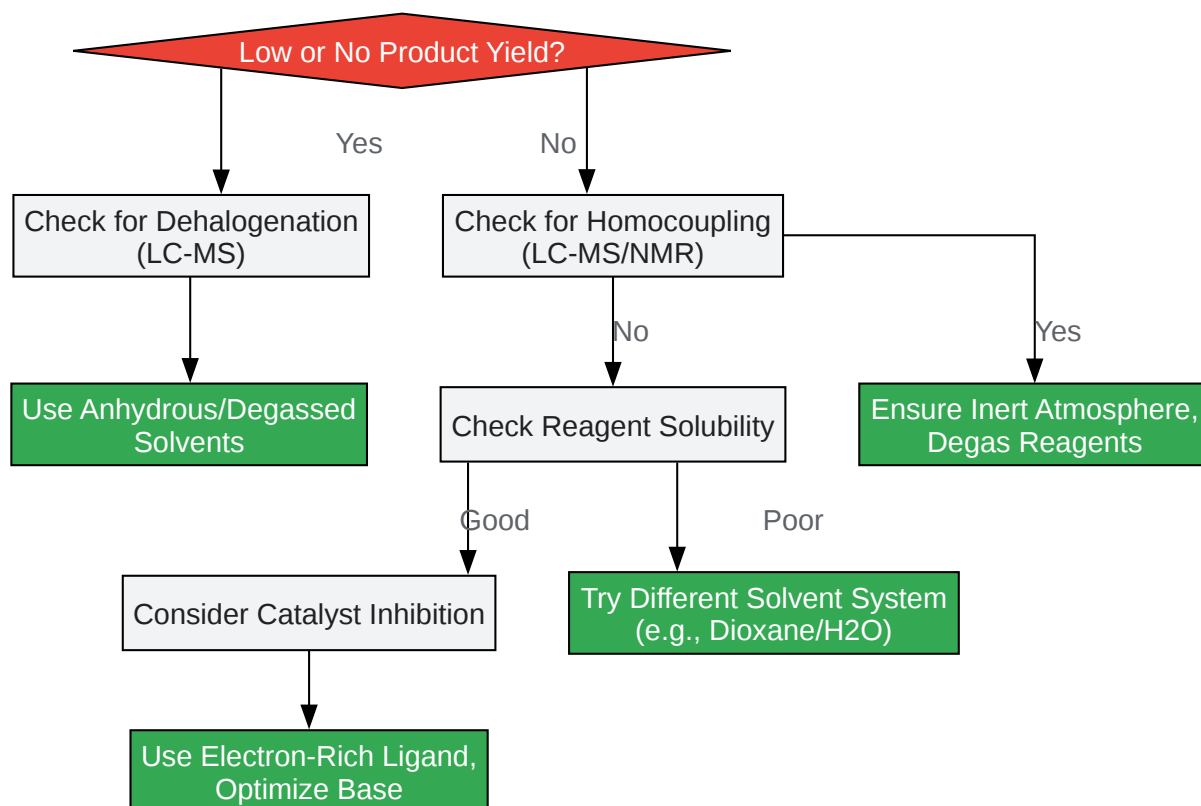 Low or No Product Yield?
Yes
No
Check for Dehalogenation
(LC-MS)
Check for Homocoupling
(LC-MS/NMR)
No
Yes
Use Anhydrous/Degassed
Solvents
Check Reagent Solubility
Ensure Inert Atmosphere,
Degas Reagents
Good
Poor
Consider Catalyst Inhibition
Try Different Solvent System
(e.g., Dioxane/H2O)
Use Electron-Rich Ligand,
Optimize Base